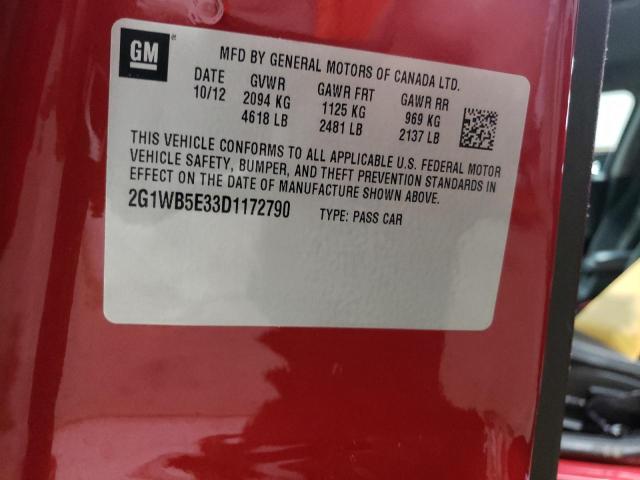 GM
MFD BY GENERAL MOTORS OF CANADA LTD.
DATE GVWR GAWR FRT GAWR RR
10/12 2094 KG 1125 KG 969 KG
4618 LB 2481 LB 2137 LB
THIS VEHICLE CONFORMS TO ALL APPLICABLE U.S. FEDERAL MOTOR
VEHICLE SAFETY, BUMPER, AND THEFT PREVENTION STANDARDS IN
EFFECT ON THE DATE OF MANUFACTURE SHOWN ABOVE.
2G1WB5E33D1172790 TYPE: PASS CAR